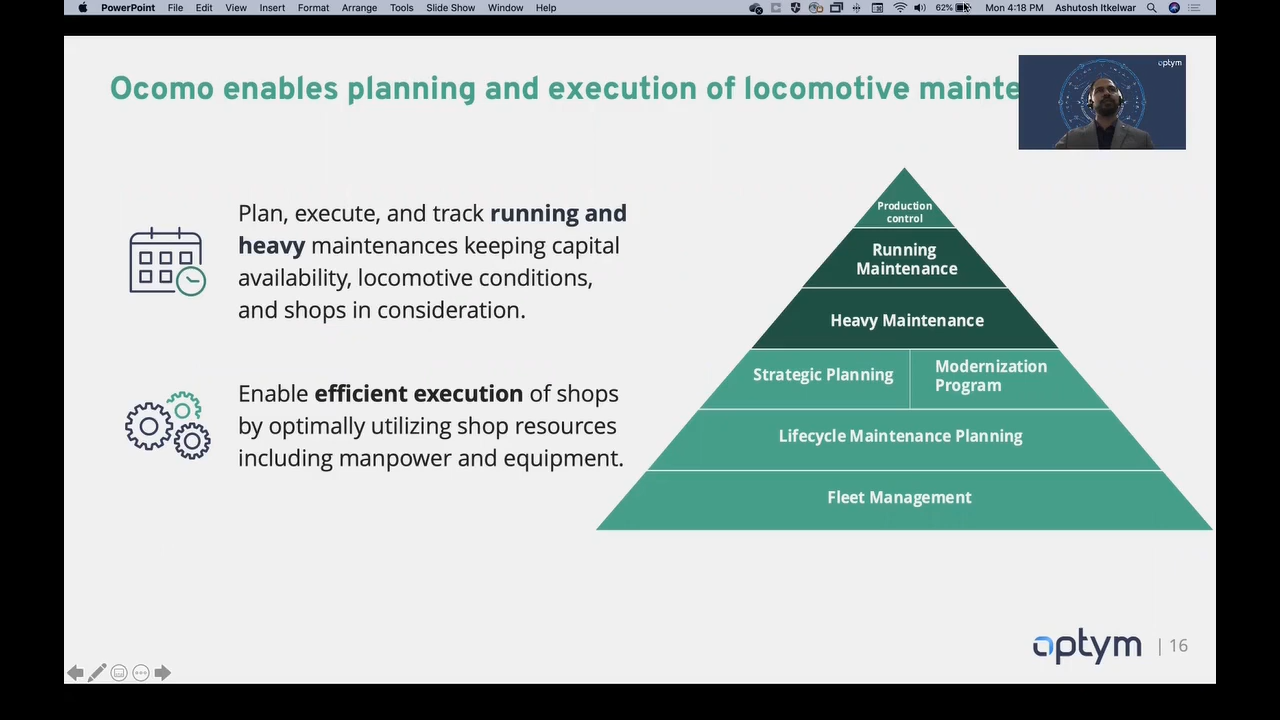 PowerPoint File Edit View Insert Format Arrange Tools Slide Show Window Help 62% Mon 4:18 PM Ashutosh Itkelwar
Ocomo enables planning and execution of locomotive mainte
optym
Plan, execute, and track running and
heavy maintenances keeping capital
availability, locomotive conditions,
and shops in consideration.
Enable efficient execution of shops
by optimally utilizing shop resources
including manpower and equipment.
Production
control
Running
Maintenance
Heavy Maintenance
Strategic Planning
Modernization
Program
Lifecycle Maintenance Planning
Fleet Management
optym | 16